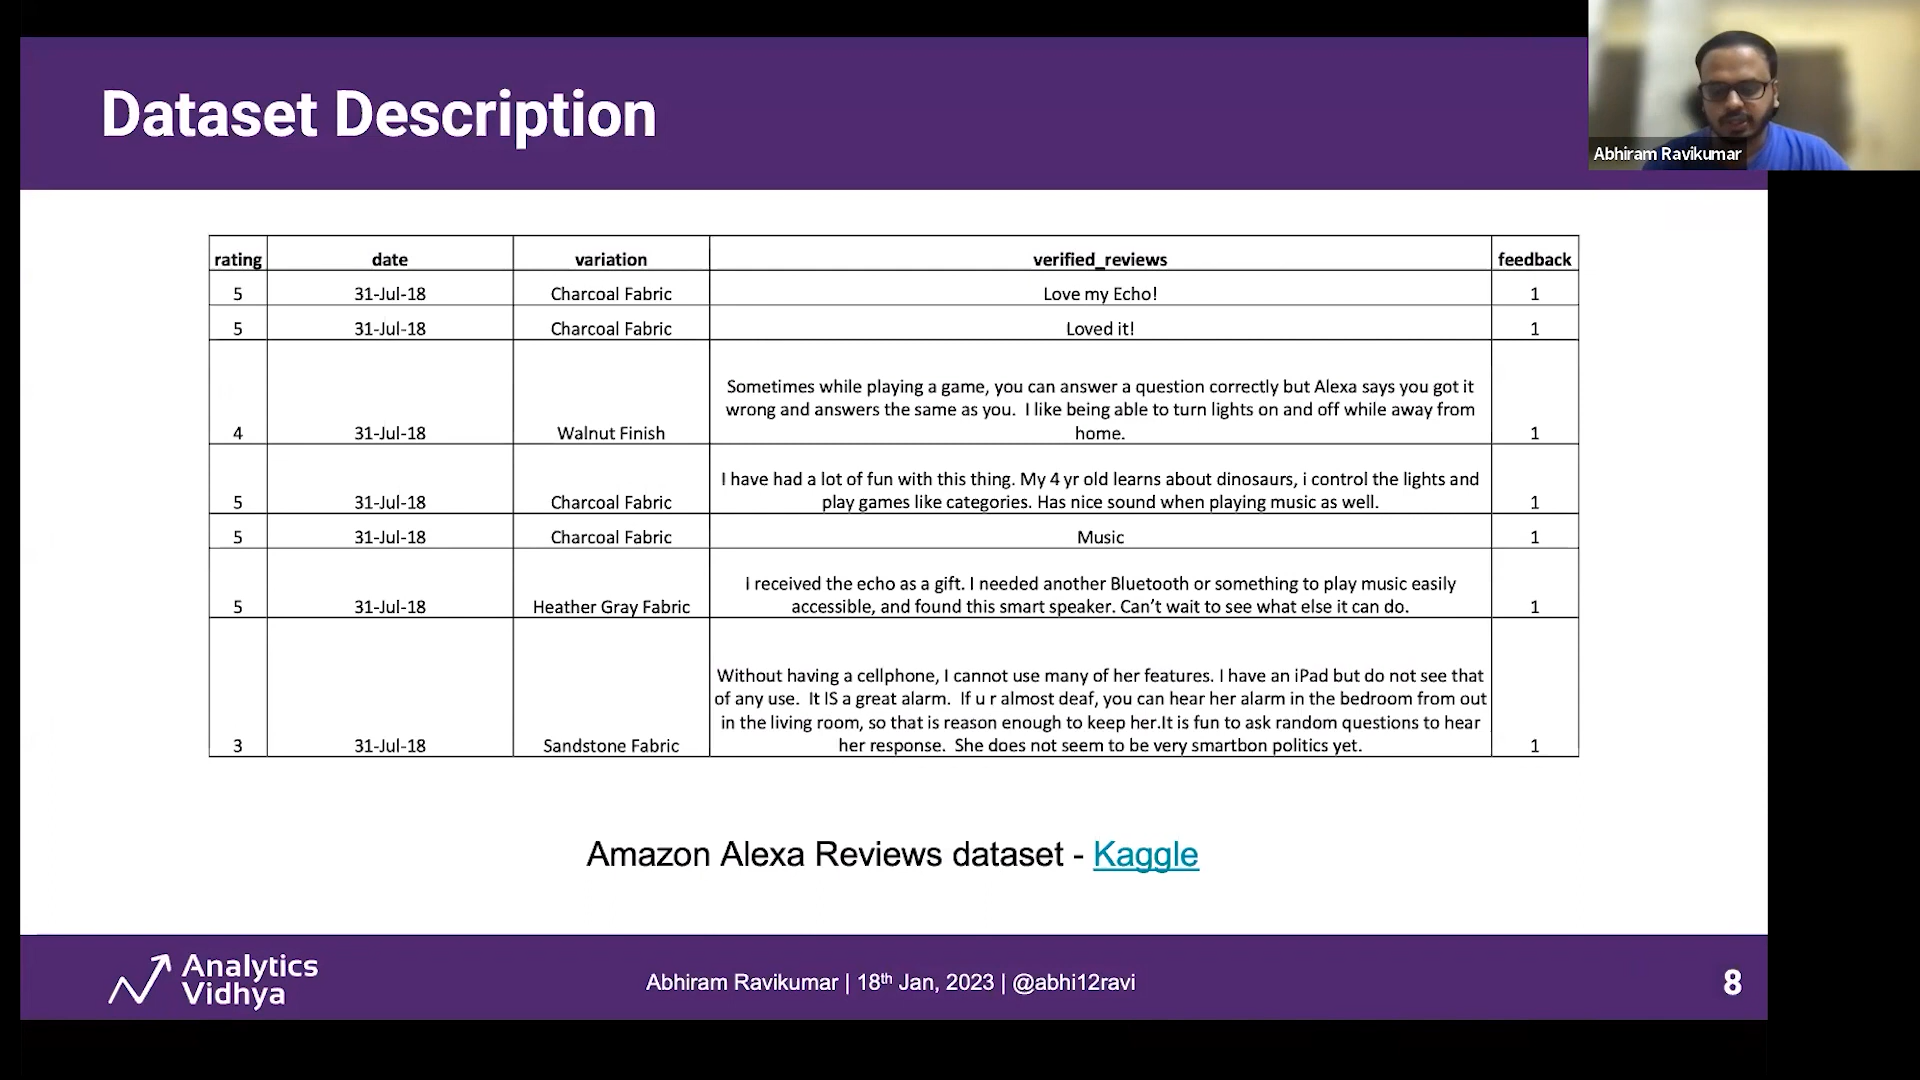 Dataset Description
Abhiram Ravikumar
rating date variation verified_reviews feedback
5 31-Jul-18 Charcoal Fabric Love my Echo! 1
5 31-Jul-18 Charcoal Fabric Loved it! 1
Sometimes while playing a game, you can answer a question correctly but Alexa says you got it
wrong and answers the same as you.  I like being able to turn lights on and off while away from
4 31-Jul-18 Walnut Finish home. 1
I have had a lot of fun with this thing. My 4 yr old learns about dinosaurs, i control the lights and
5 31-Jul-18 Charcoal Fabric play games like categories. Has nice sound when playing music as well. 1
5 31-Jul-18 Charcoal Fabric Music 1
I received the echo as a gift. I needed another Bluetooth or something to play music easily
5 31-Jul-18 Heather Gray Fabric accessible, and found this smart speaker. Can’t wait to see what else it can do. 1
Without having a cellphone, I cannot use many of her features. I have an iPad but do not see that
of any use.  It IS a great alarm.  If u r almost deaf, you can hear her alarm in the bedroom from out
in the living room, so that is reason enough to keep her.It is fun to ask random questions to hear
3 31-Jul-18 Sandstone Fabric her response.  She does not seem to be very smartbon politics yet. 1
Amazon Alexa Reviews dataset - Kaggle
Analytics
Vidhya
Abhiram Ravikumar | 18th Jan, 2023 | @abhi12ravi
8